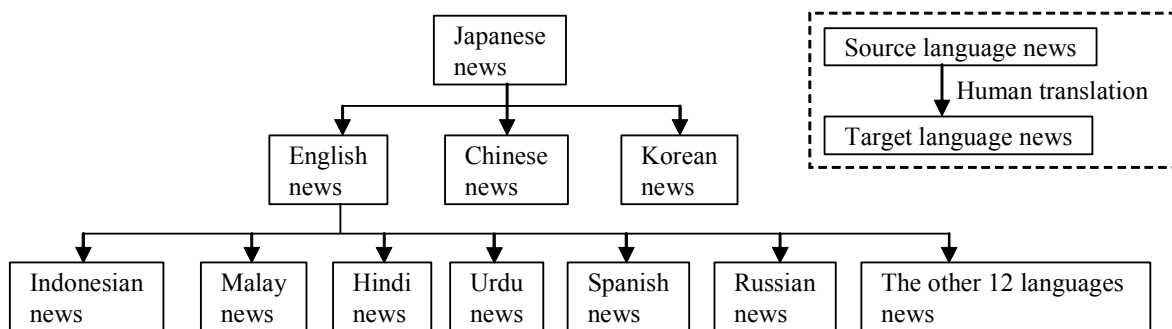 Japanese
news
Source language news
Human translation
Target language news
English
news
Chinese
news
Korean
news
Indonesian
news
Malay
news
Hindi
news
Urdu
news
Spanish
news
Russian
news
The other 12 languages
news